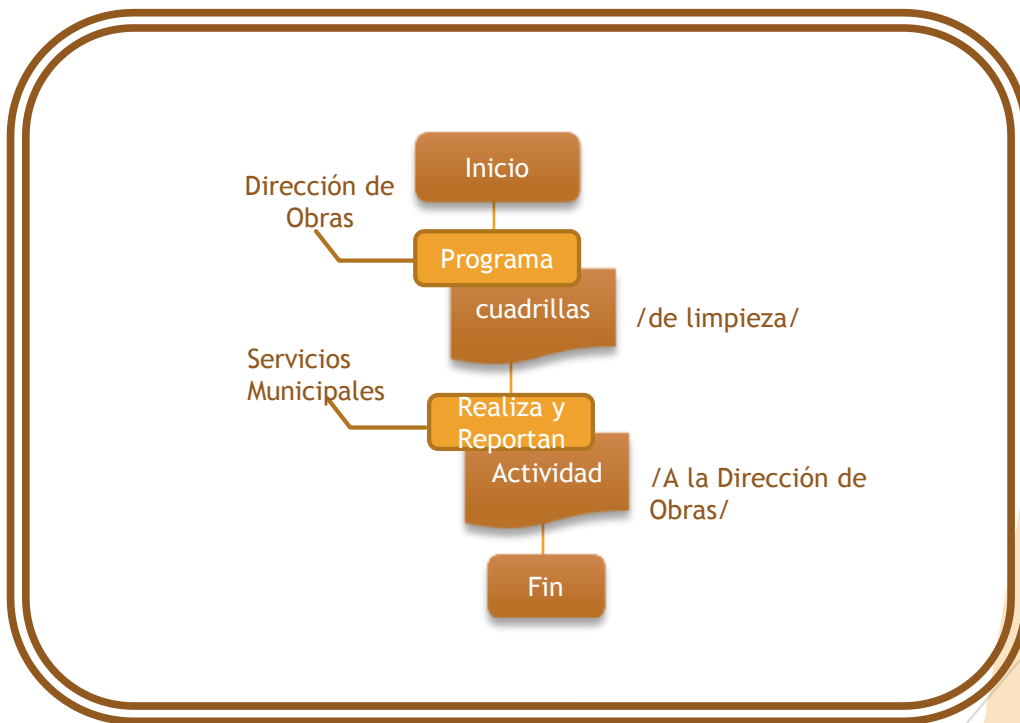 Inicio
Dirección de
Obras
Programa
cuadrillas
/de limpieza/
Servicios
Municipales
Realiza y
Reportan
Actividad
/A la Dirección de
Obras/
Fin